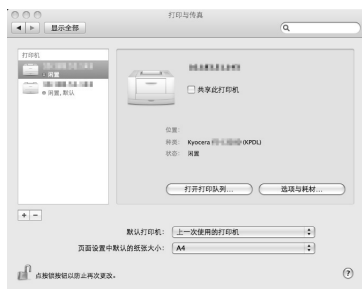 打印与传真
显示全部
打印机
闲置
闲置, 默认
共享此打印机
位置:
种类: Kyocera (KPDL)
状态: 闲置
打开打印队列...
选项与耗材...
默认打印机: 上一次使用的打印机
页面设置中默认的纸张大小: A4
点按锁按钮以防止再次更改。